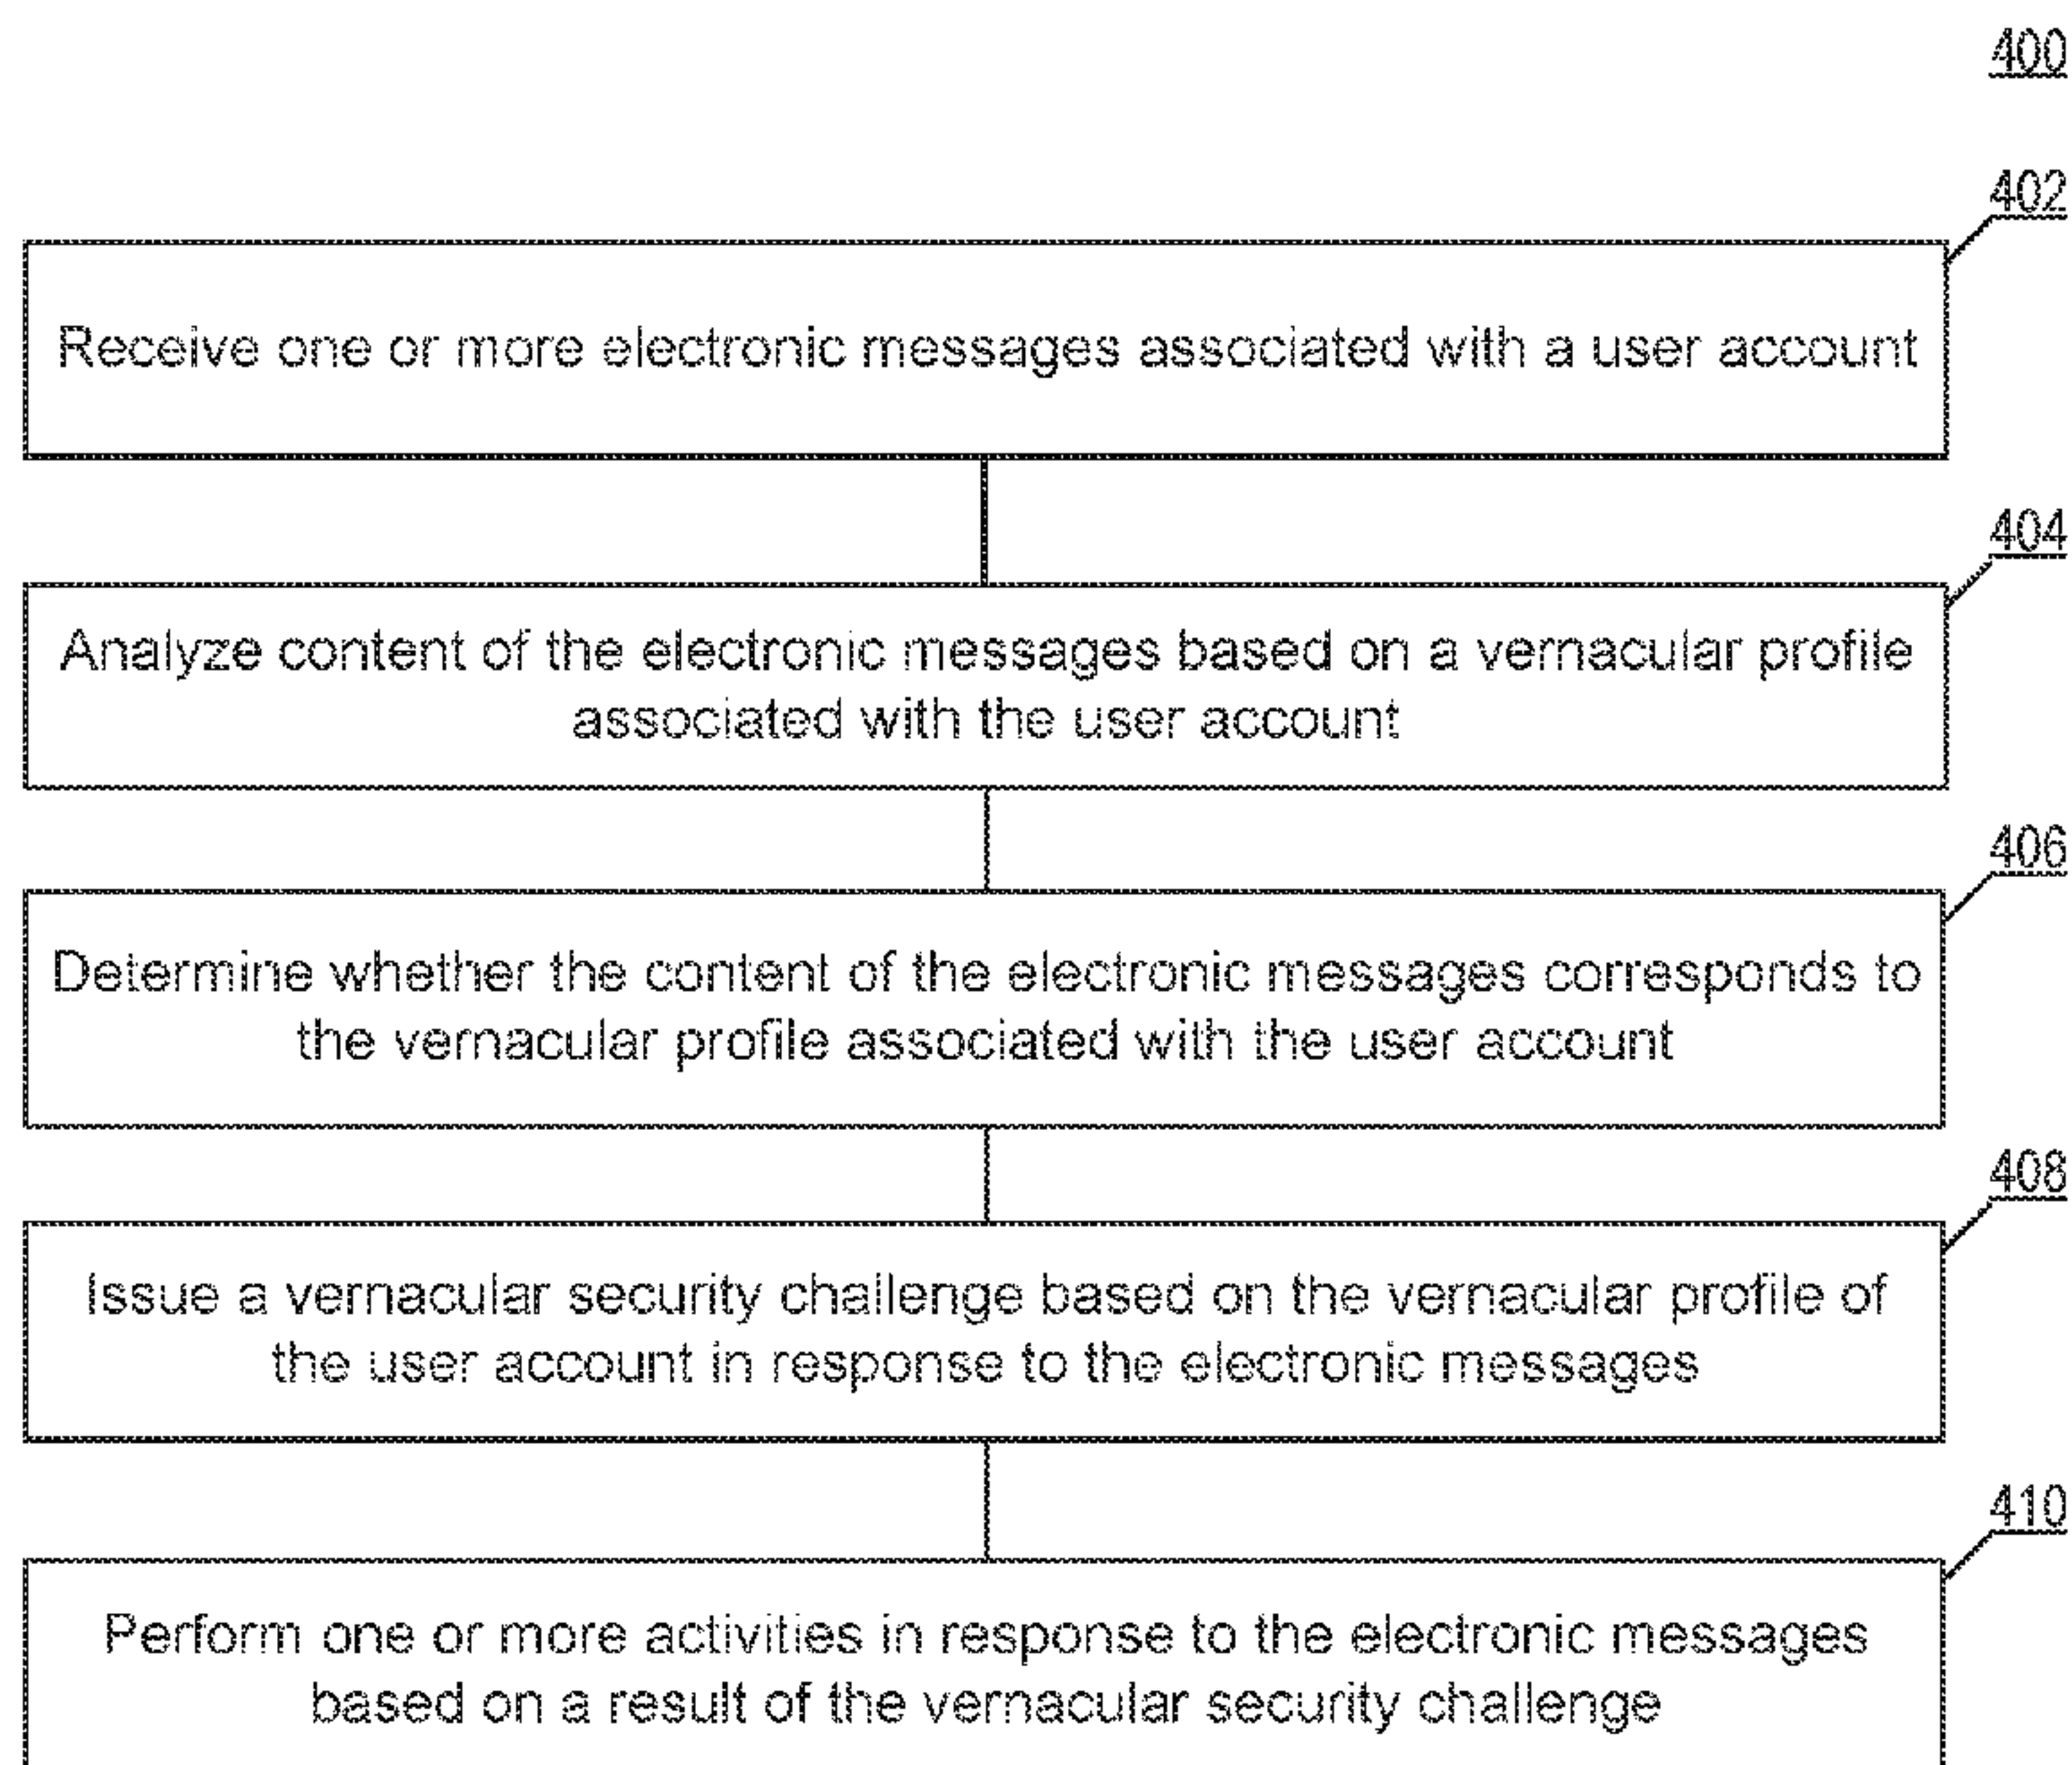 400
402
Receive one or more electronic messages associated with a user account
404
Analyze content of the electronic messages based on a vernacular profile
associated with the user account
406
Determine whether the content of the electronic messages corresponds to
the vernacular profile associated with the user account
408
Issue a vernacular security challenge based on the vernacular profile of
the user account in response to the electronic messages
410
Perform one or more activities in response to the electronic messages
based on a result of the vernacular security challenge